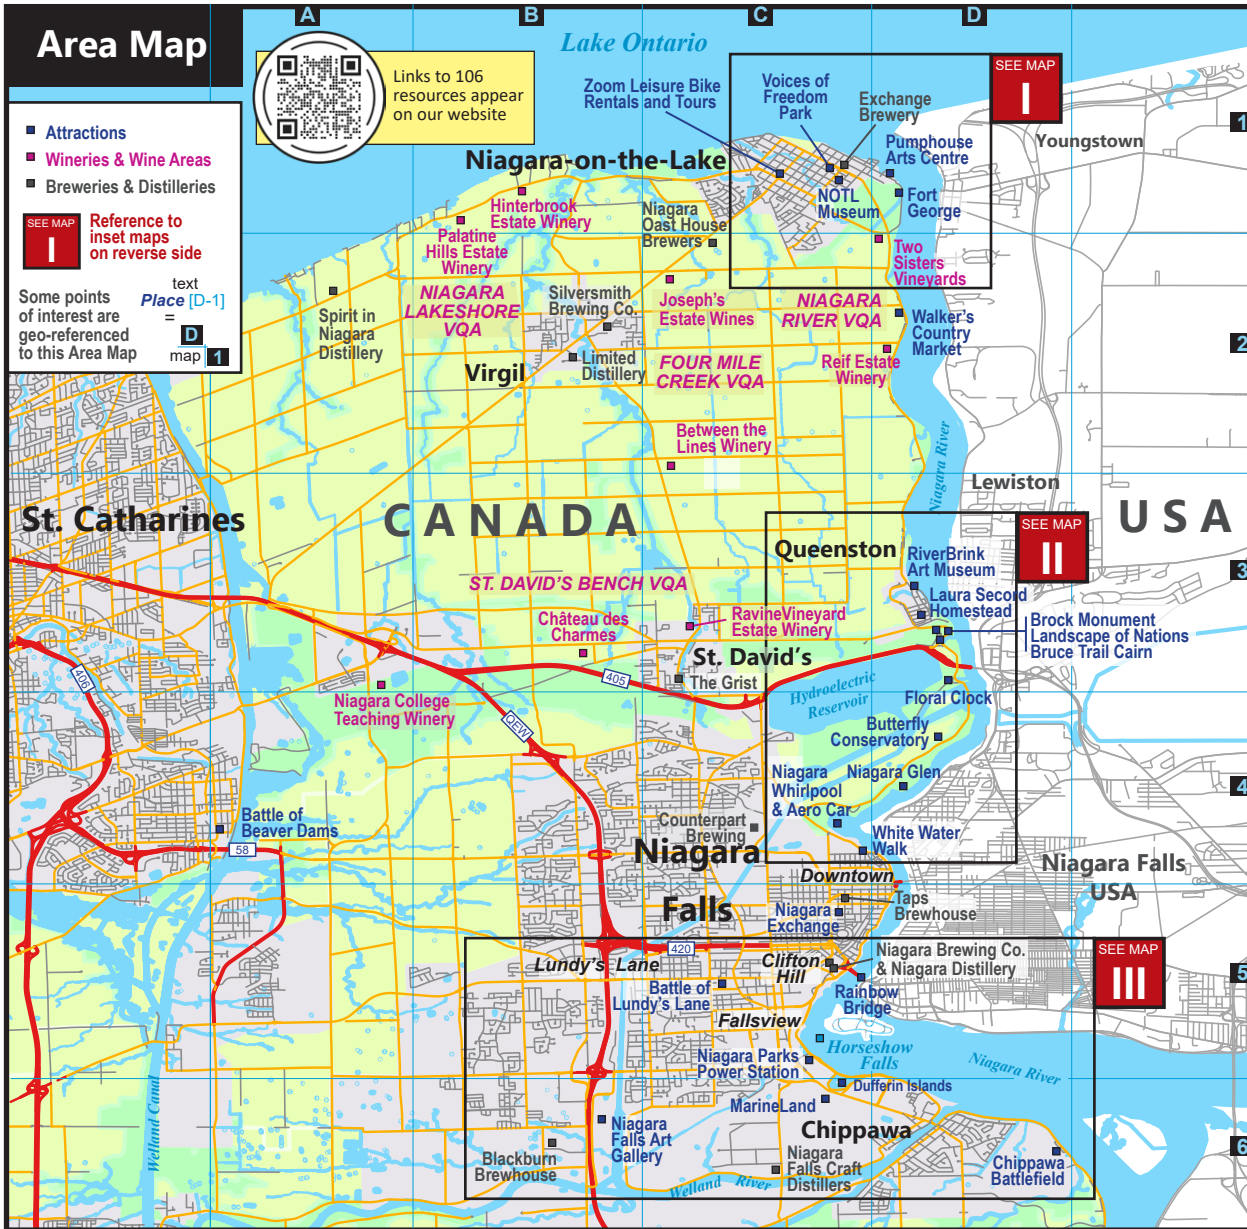 Area Map
A
B
C
D
Lake Ontario
Links to 106
resources appear
on our website
Attractions
Wineries & Wine Areas
Breweries & Distilleries
SEE MAP
I
Reference to
inset maps
on reverse side
Some points
of interest are
geo-referenced
to this Area Map
text
Place [D-1]
=
D
map 1
SEE MAP
I
1
Zoom Leisure Bike
Rentals and Tours
Voices of
Freedom
Park
Exchange
Brewery
Pumphouse
Arts Centre
Youngstown
Niagara-on-the-Lake
NOTL
Museum
Fort
George
Hinterbrook
Estate Winery
Palatine
Hills Estate
Winery
Niagara
Oast House
Brewers
Two
Sisters
Vineyards
Spirit in
Niagara
Distillery
NIAGARA
LAKESHORE
VQA
Silversmith
Brewing Co.
Joseph's
Estate Wines
NIAGARA
RIVER VQA
Walker's
Country
Market
2
Virgil
Limited
Distillery
FOUR MILE
CREEK VQA
Reif Estate
Winery
Between the
Lines Winery
Niagara River
Lewiston
St. Catharines
CANADA
USA
SEE MAP
II
Queenston
RiverBrink
Art Museum
3
ST. DAVID'S BENCH VQA
Laura Secord
Homestead
Château des
Charmes
RavineVineyard
Estate Winery
Brock Monument
Landscape of Nations
Bruce Trail Cairn
St. David's
The Grist
405
406
Hydroelectric
Reservoir
Floral Clock
Niagara College
Teaching Winery
QEW
Butterfly
Conservatory
Niagara
Whirlpool
& Aero Car
Niagara Glen
4
Battle of
Beaver Dams
58
Counterpart
Brewing
White Water
Walk
Niagara
Falls
Downtown
Niagara Falls
USA
Taps
Brewhouse
Niagara
Exchange
420
Lundy's Lane
Clifton
Hill
Niagara Brewing Co.
& Niagara Distillery
SEE MAP
III
5
Battle of
Lundy's Lane
Rainbow
Bridge
Fallsview
Horseshow
Falls
Niagara Parks
Power Station
Niagara River
Dufferin Islands
MarineLand
Welland Canal
Niagara
Falls Art
Gallery
Chippawa
Blackburn
Brewhouse
Niagara
Falls Craft
Distillers
Chippawa
Battlefield
6
Welland River